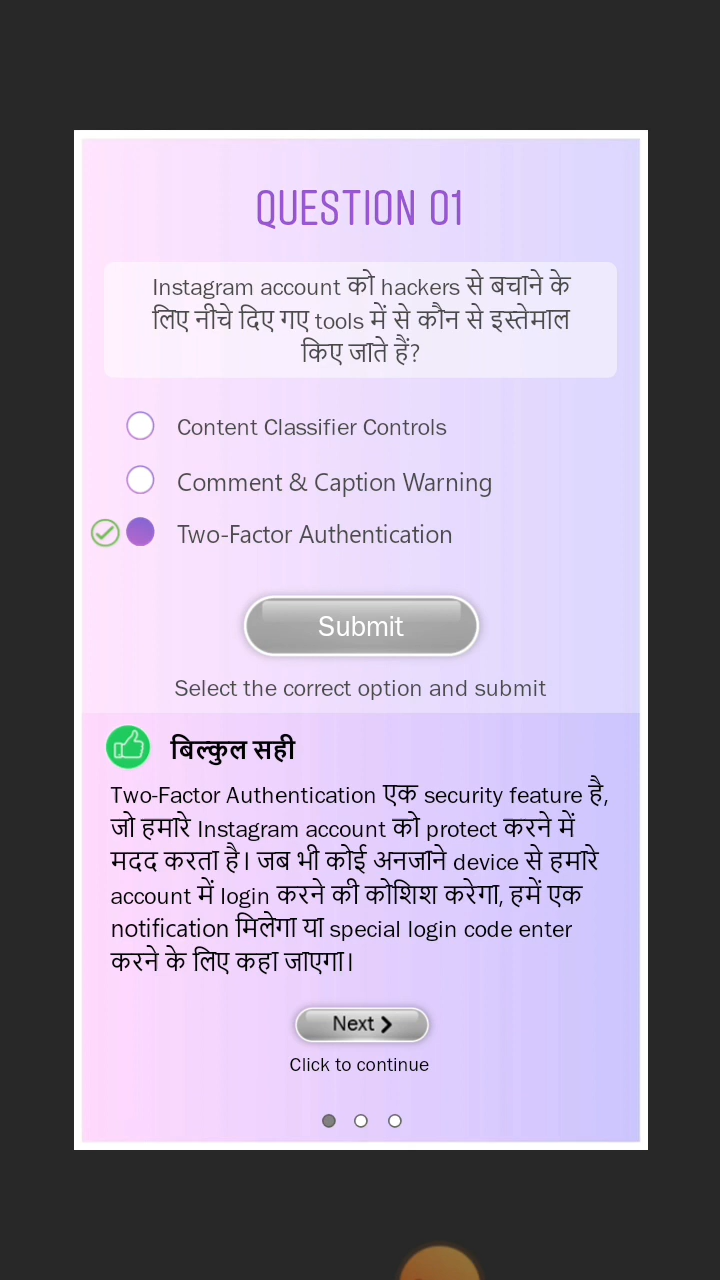 QUESTION 01
Instagram account को hackers से बचाने के
लिए नीचे दिए गए tools में से कौन से इस्तेमाल
किए जाते हैं?
Content Classifier Controls
Comment & Caption Warning
Two-Factor Authentication
Submit
Select the correct option and submit
बिल्कुल सही
Two-Factor Authentication एक security feature है,
जो हमारे Instagram account को protect करने में
मदद करता है। जब भी कोई अनजाने device से हमारे
account में login करने की कोशिश करेगा, हमें एक
notification मिलेगा या special login code enter
करने के लिए कहा जाएगा।
Next
Click to continue